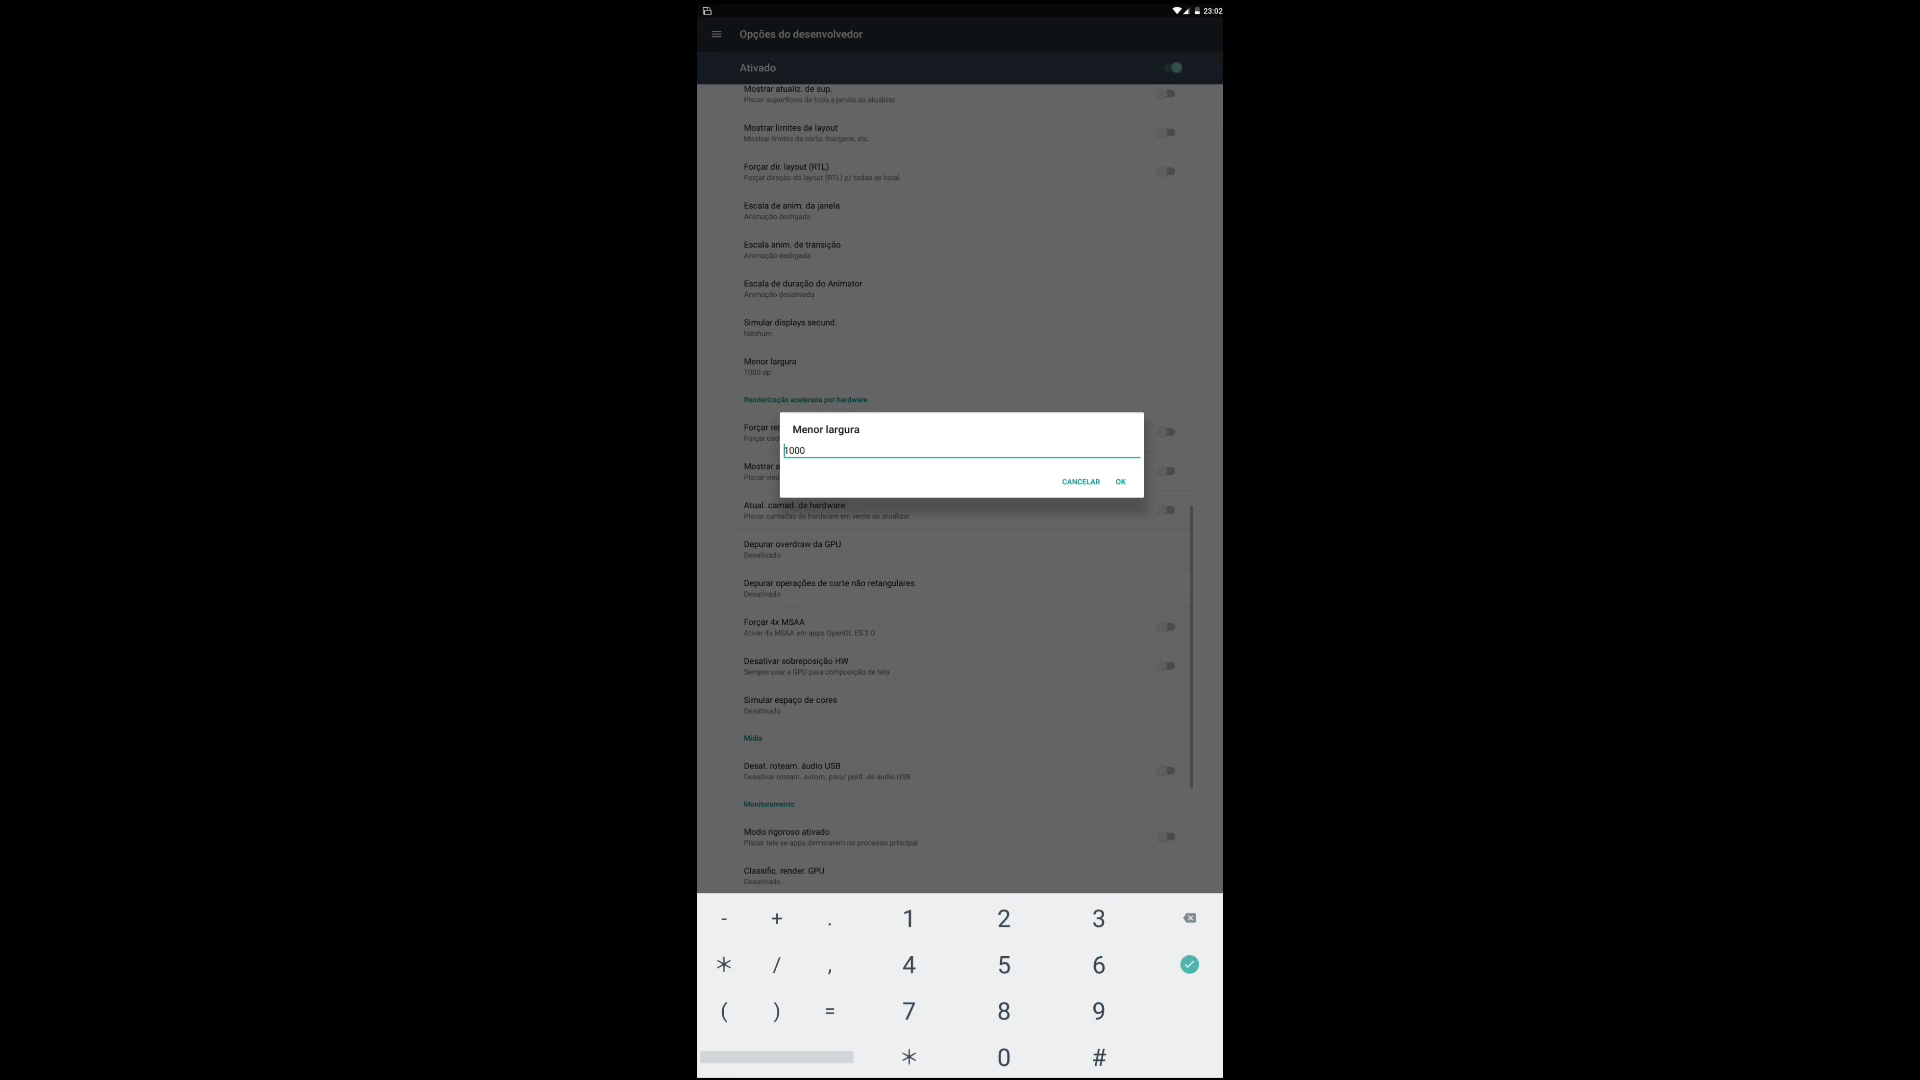 23:02
Opções do desenvolvedor
Ativado
Mostrar atualiz. de sup.
Piscar superfícies de toda a janela ao atualizar
Mostrar limites de layout
Mostrar limites de corte, margens, etc.
Forçar dir. layout (RTL)
Forçar direção do layout (RTL) p/ todas as local.
Escala de anim. da janela
Animação desligada
Escala anim. de transição
Animação desligada
Escala de duração do Animator
Animação desativada
Simular displays secund.
Nenhum
Menor largura
1000 dp
Renderização acelerada por hardware
Forçar
Forçar
Menor largura
1000
Mostrar
Piscar
CANCELAR OK
Atual. camad. de hardware
Piscar camadas de hardware em verde ao atualizar
Depurar overdraw da GPU
Desativado
Depurar operações de corte não retangulares
Desativado
Forçar 4x MSAA
Ativar 4x MSAA em apps OpenGL ES 2.0
Desativar sobreposição HW
Sempre usar a GPU para composição de tela
Simular espaço de cores
Desativado
Mídia
Desat. roteam. áudio USB
Desativar roteam. autom. para/ perif. de áudio USB
Monitoramento
Modo rigoroso ativado
Piscar tela se apps demorarem no processo principal
Classific. render. GPU
Desativado
- + . 1 2 3
* / , 4 5 6
( ) = 7 8 9
* 0 #